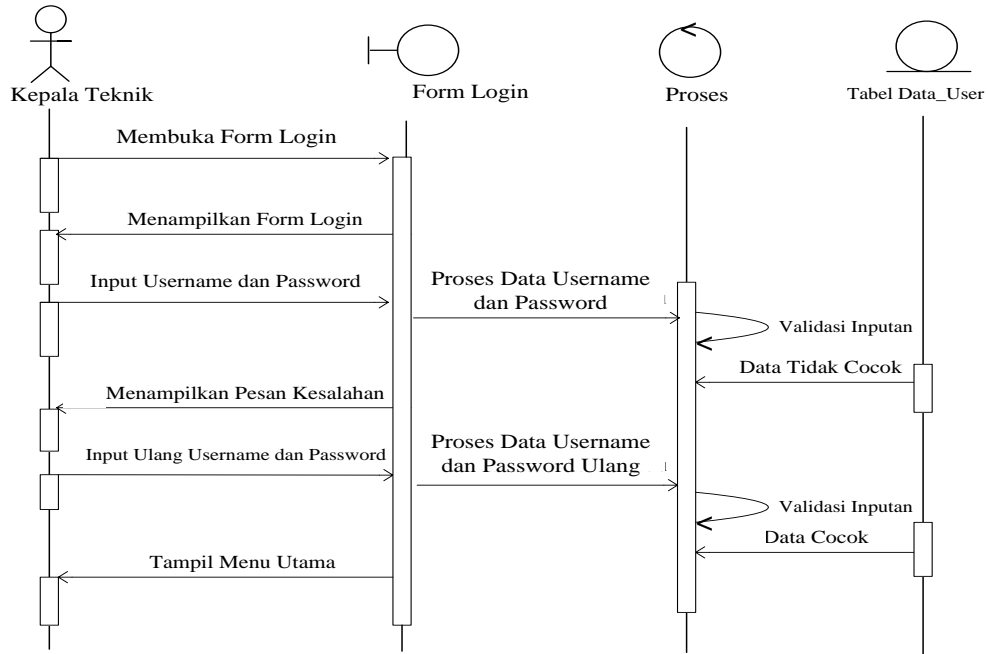 Kepala Teknik
Form Login
Proses
Tabel Data_User
Membuka Form Login
Menampilkan Form Login
Input Username dan Password
Proses Data Username
dan Password
Validasi Inputan
Data Tidak Cocok
Menampilkan Pesan Kesalahan
Input Ulang Username dan Password
Proses Data Username
dan Password Ulang
Validasi Inputan
Data Cocok
Tampil Menu Utama